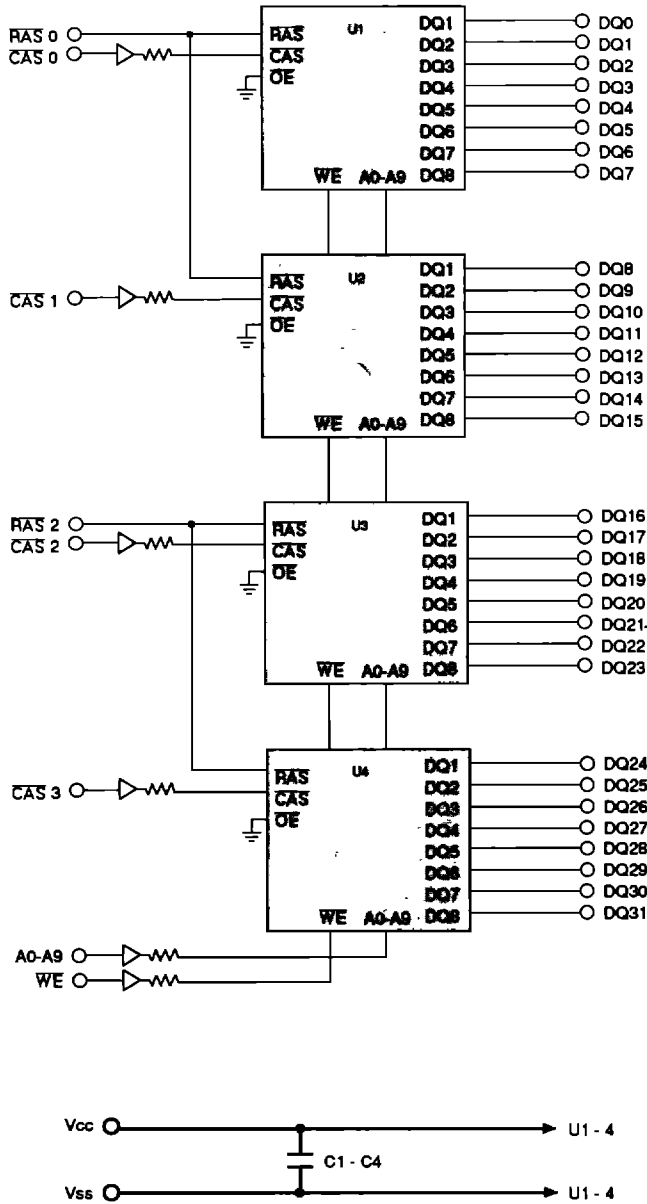 RAS 0
CAS 0
RAS
CAS
OE
U1
DQ1
DQ2
DQ3
DQ4
DQ5
DQ6
DQ7
DQ8
WE A0-A9
DQ0
DQ1
DQ2
DQ3
DQ4
DQ5
DQ6
DQ7
CAS 1
RAS
CAS
OE
U2
DQ1
DQ2
DQ3
DQ4
DQ5
DQ6
DQ7
DQ8
WE A0-A9
DQ8
DQ9
DQ10
DQ11
DQ12
DQ13
DQ14
DQ15
RAS 2
CAS 2
RAS
CAS
OE
U3
DQ1
DQ2
DQ3
DQ4
DQ5
DQ6
DQ7
DQ8
WE A0-A9
DQ16
DQ17
DQ18
DQ19
DQ20
DQ21
DQ22
DQ23
CAS 3
RAS
CAS
OE
U4
DQ1
DQ2
DQ3
DQ4
DQ5
DQ6
DQ7
DQ8
WE A0-A9
DQ24
DQ25
DQ26
DQ27
DQ28
DQ29
DQ30
DQ31
A0-A9
WE
Vcc
U1 - 4
C1 - C4
Vss
U1 - 4